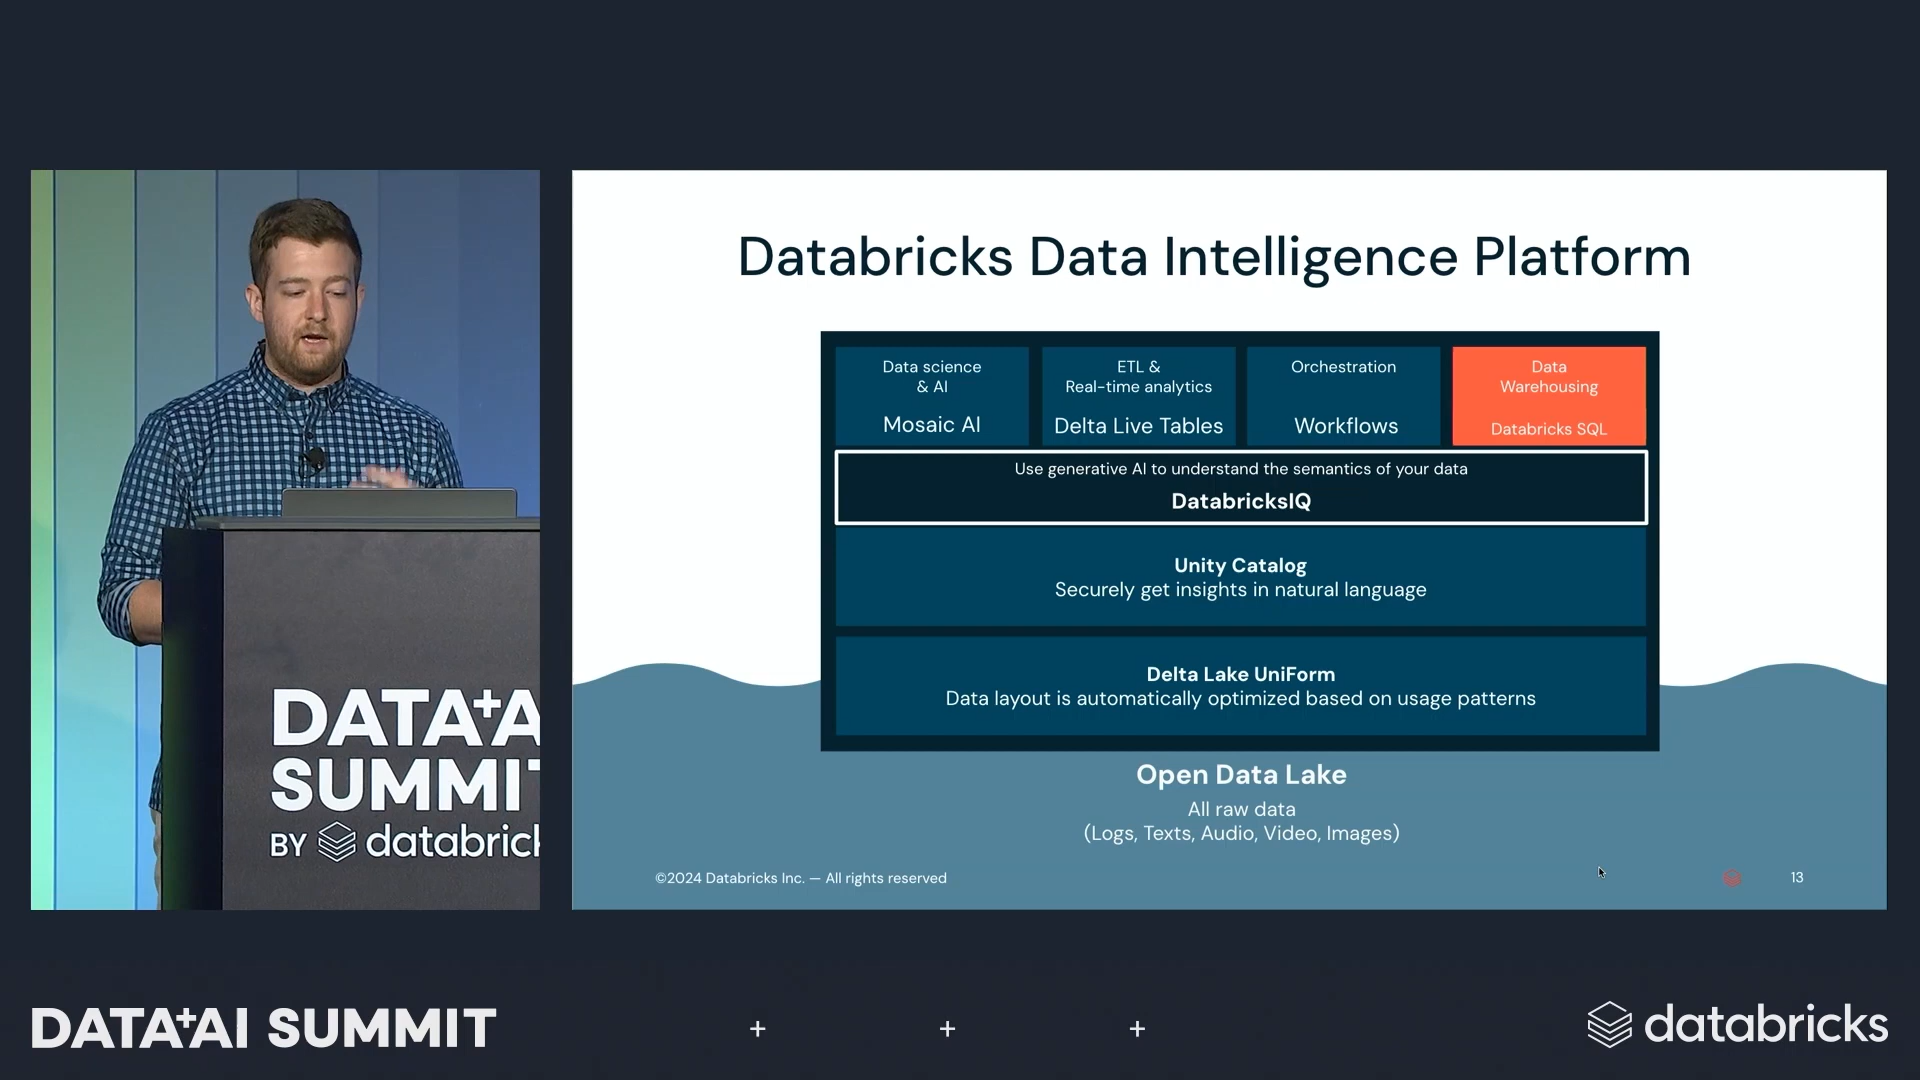 Databricks Data Intelligence Platform
Data science
& AI
Mosaic AI
ETL &
Real-time analytics
Delta Live Tables
Orchestration
Workflows
Data
Warehousing
Databricks SQL
Use generative AI to understand the semantics of your data
DatabricksIQ
Unity Catalog
Securely get insights in natural language
Delta Lake UniForm
Data layout is automatically optimized based on usage patterns
Open Data Lake
All raw data
(Logs, Texts, Audio, Video, Images)
©2024 Databricks Inc. — All rights reserved
13
DATA+A
SUMMIT
BY databrick
DATA+AI SUMMIT
+ + +
databricks